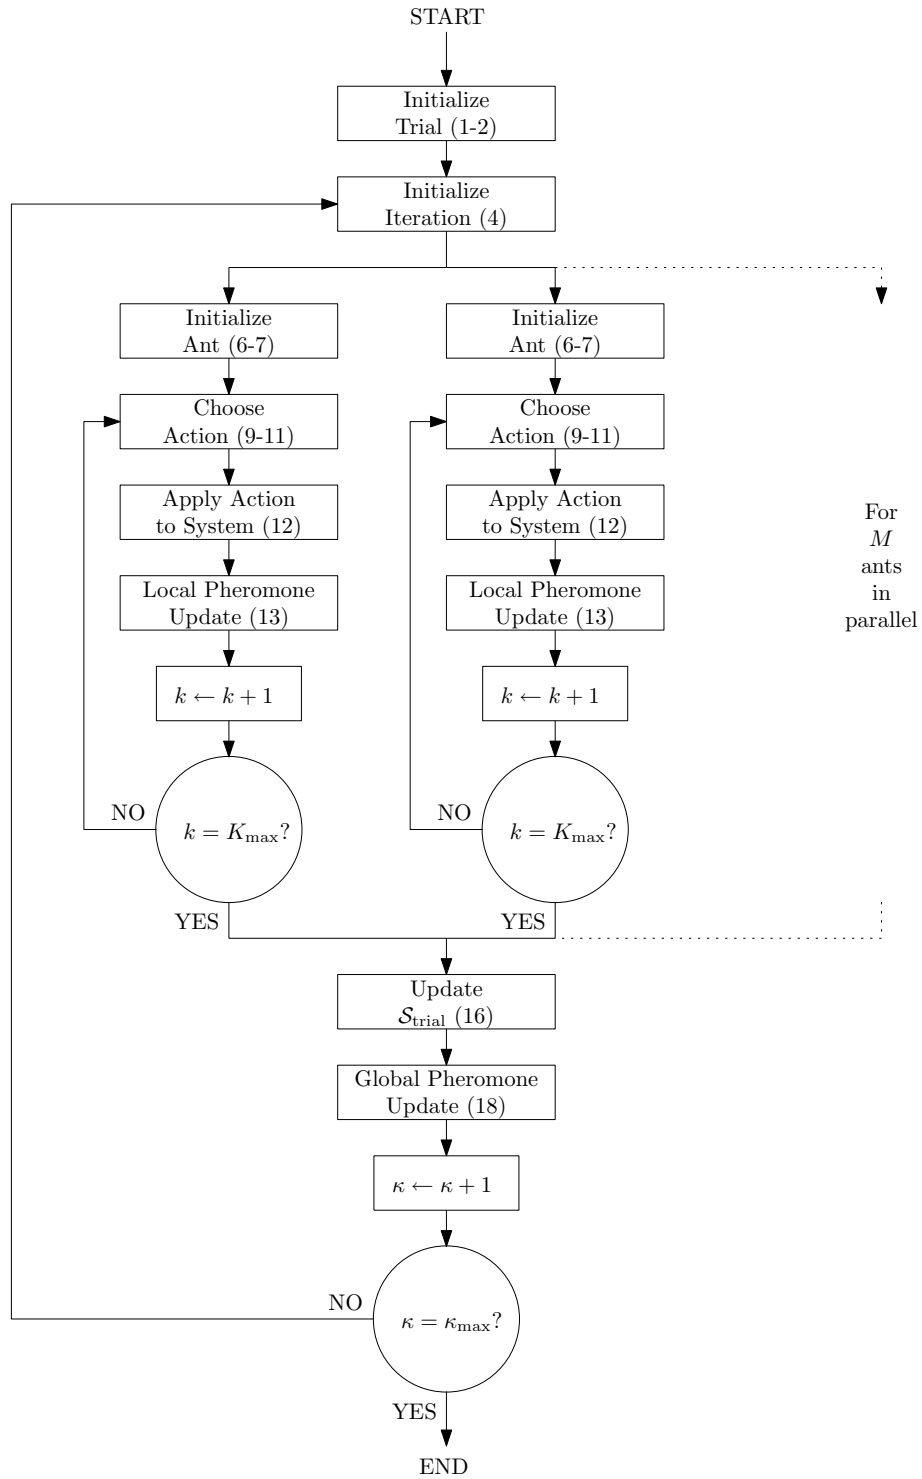 START
Initialize
Trial (1-2)
Initialize
Iteration (4)
Initialize
Ant (6-7)
Choose
Action (9-11)
Apply Action
to System (12)
Local Pheromone
Update (13)
k ← k + 1
NO
k = K_max?
YES
Initialize
Ant (6-7)
Choose
Action (9-11)
Apply Action
to System (12)
Local Pheromone
Update (13)
k ← k + 1
NO
k = K_max?
YES
For
M
ants
in
parallel
Update
𝒮_trial (16)
Global Pheromone
Update (18)
κ ← κ + 1
NO
κ = κ_max?
YES
END